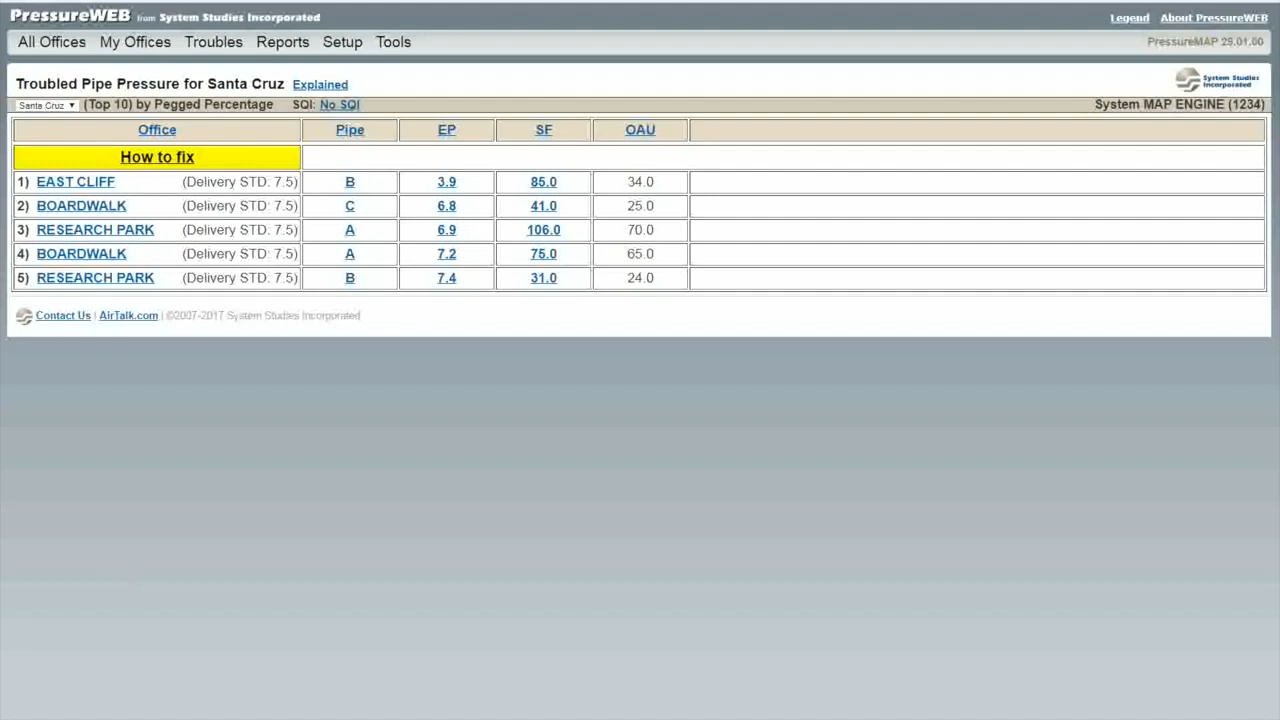 PressureWEB from System Studies Incorporated
Legend About PressureWEB
All Offices My Offices Troubles Reports Setup Tools
PressureMAP 29.01.00
Troubled Pipe Pressure for Santa Cruz Explained
System Studies Incorporated
Santa Cruz ▼ (Top 10) by Pegged Percentage SQI: No SQI System MAP ENGINE (1234)
Office Pipe EP SF OAU
How to fix
1) EAST CLIFF (Delivery STD: 7.5) B 3.9 85.0 34.0
2) BOARDWALK (Delivery STD: 7.5) C 6.8 41.0 25.0
3) RESEARCH PARK (Delivery STD: 7.5) A 6.9 106.0 70.0
4) BOARDWALK (Delivery STD: 7.5) A 7.2 75.0 65.0
5) RESEARCH PARK (Delivery STD: 7.5) B 7.4 31.0 24.0
Contact Us | AirTalk.com | ©2007-2017 System Studies Incorporated